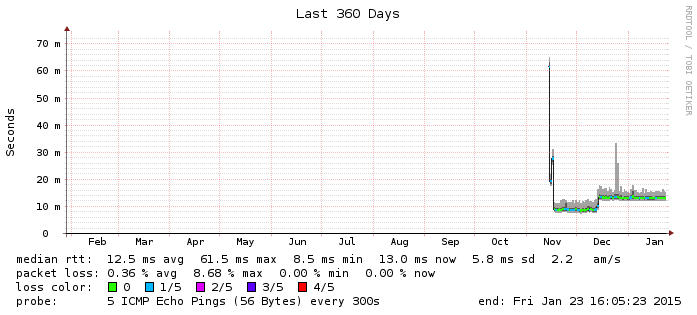 Last 360 Days
RRDTOOL / TOBI OETIKER
Seconds
70 m
60 m
50 m
40 m
30 m
20 m
10 m
0
Feb Mar Apr May Jun Jul Aug Sep Oct Nov Dec Jan
median rtt: 12.5 ms avg 61.5 ms max 8.5 ms min 13.0 ms now 5.8 ms sd 2.2 am/s
packet loss: 0.36 % avg 8.68 % max 0.00 % min 0.00 % now
loss color: 0 1/5 2/5 3/5 4/5
probe: 5 ICMP Echo Pings (56 Bytes) every 300s end: Fri Jan 23 16:05:23 2015